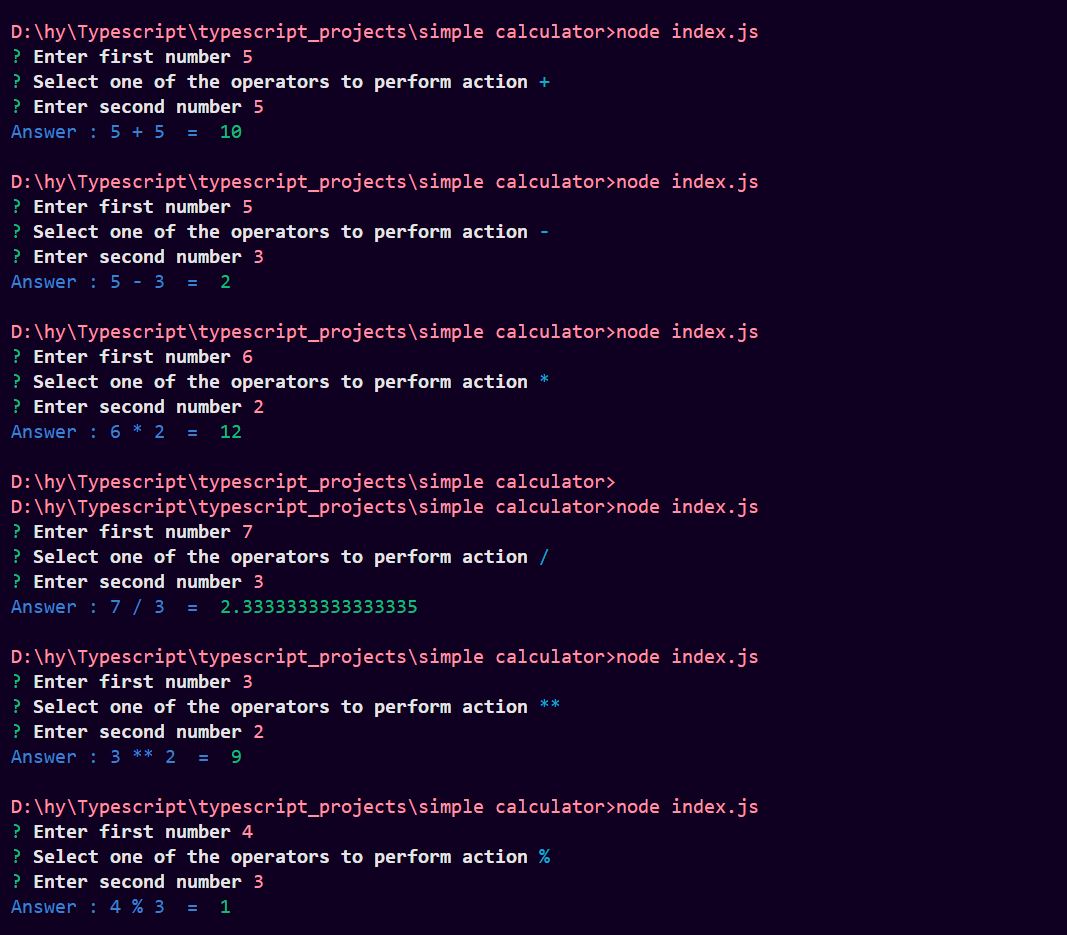 D:\hy\Typescript\typescript_projects\simple calculator>node index.js
? Enter first number 5
? Select one of the operators to perform action +
? Enter second number 5
Answer : 5 + 5  =  10
D:\hy\Typescript\typescript_projects\simple calculator>node index.js
? Enter first number 5
? Select one of the operators to perform action -
? Enter second number 3
Answer : 5 - 3  =  2
D:\hy\Typescript\typescript_projects\simple calculator>node index.js
? Enter first number 6
? Select one of the operators to perform action *
? Enter second number 2
Answer : 6 * 2  =  12
D:\hy\Typescript\typescript_projects\simple calculator>
D:\hy\Typescript\typescript_projects\simple calculator>node index.js
? Enter first number 7
? Select one of the operators to perform action /
? Enter second number 3
Answer : 7 / 3  =  2.3333333333333335
D:\hy\Typescript\typescript_projects\simple calculator>node index.js
? Enter first number 3
? Select one of the operators to perform action **
? Enter second number 2
Answer : 3 ** 2  =  9
D:\hy\Typescript\typescript_projects\simple calculator>node index.js
? Enter first number 4
? Select one of the operators to perform action %
? Enter second number 3
Answer : 4 % 3  =  1